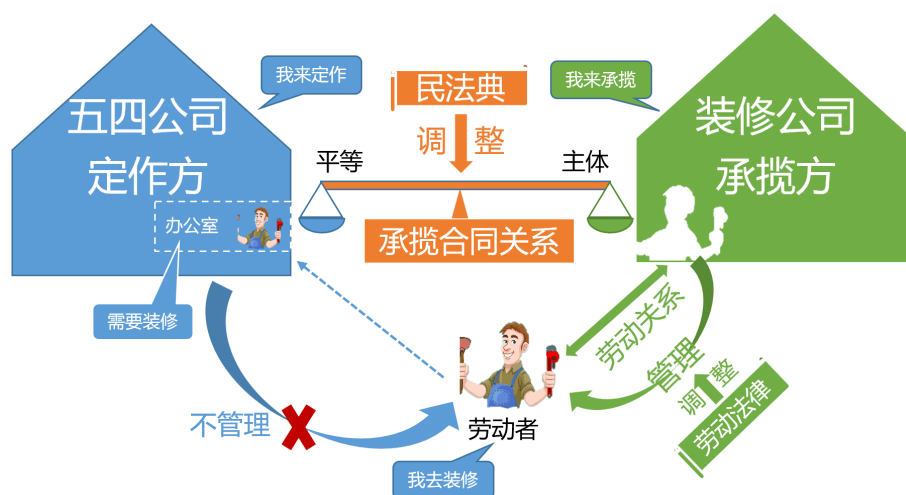 我来定作
民法典
我来承揽
五四公司
定作方
调 整
装修公司
承揽方
平等
主体
办公室
承揽合同关系
需要装修
劳动关系
管理
调 整
劳动法律
不管理
劳动者
我去装修